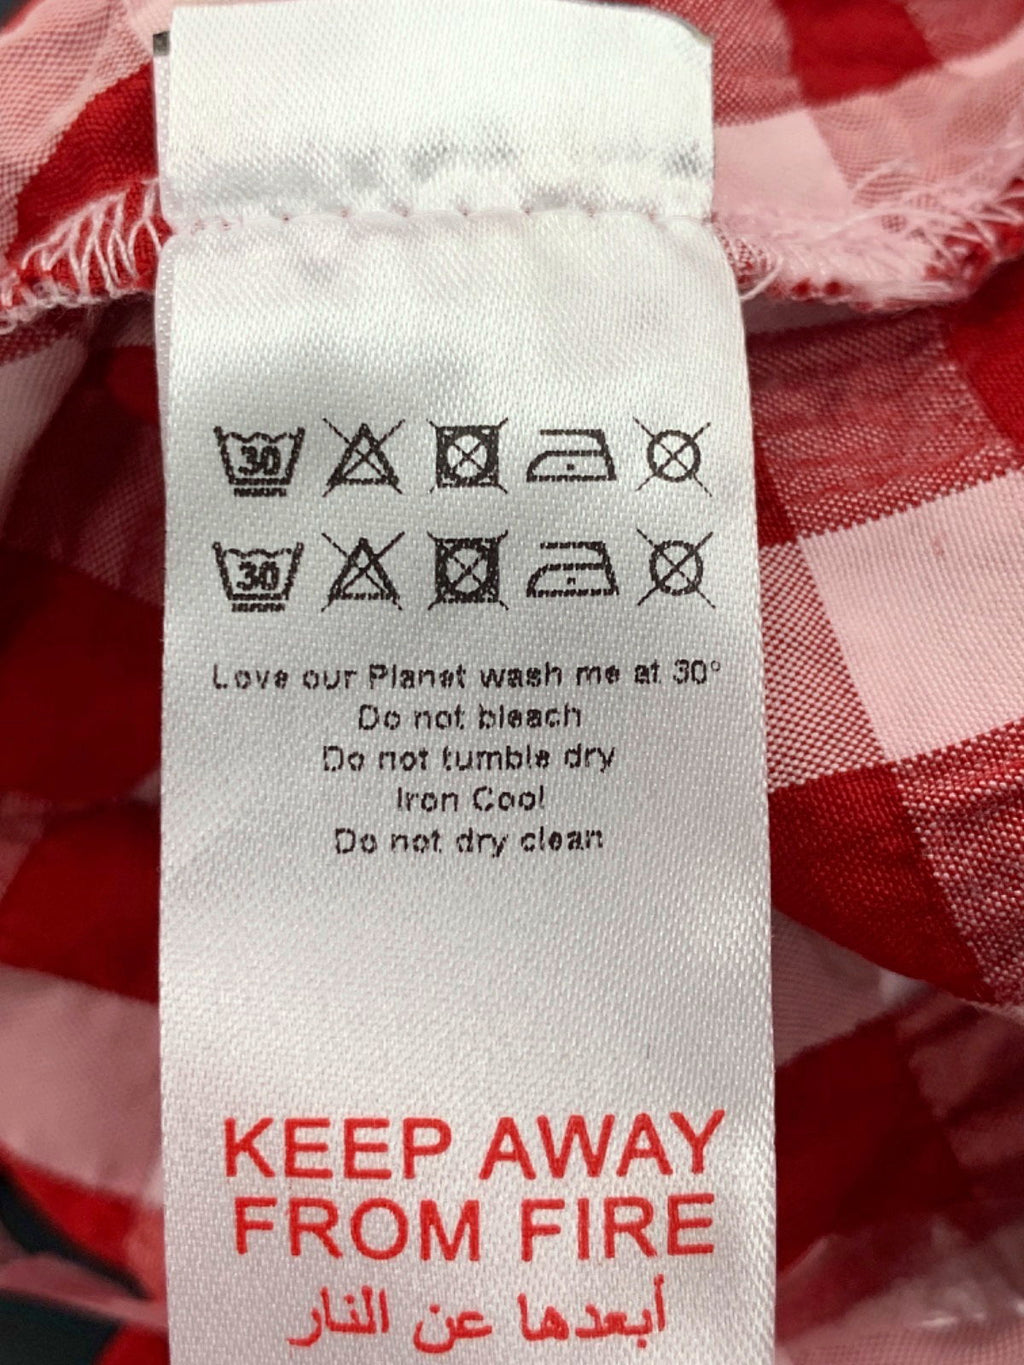 30
30
Love our Planet wash me at 30°
Do not bleach
Do not tumble dry
Iron Cool
Do not dry clean
KEEP AWAY
FROM FIRE
أبعدها عن النار